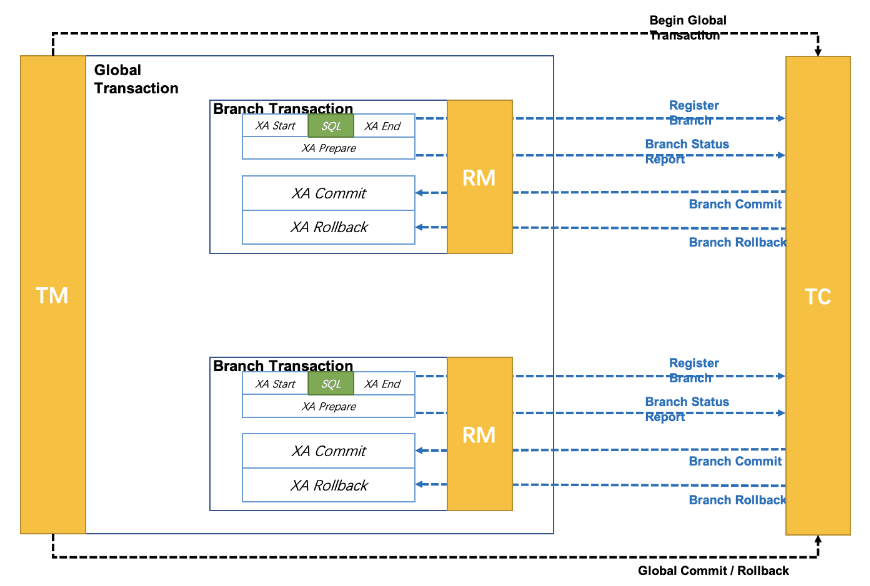 Begin Global
Transaction
Global
Transaction
Branch Transaction
XA Start
SQL
XA End
XA Prepare
XA Commit
XA Rollback
RM
Register
Branch
Branch Status
Report
Branch Commit
Branch Rollback
TM
TC
Branch Transaction
XA Start
SQL
XA End
XA Prepare
XA Commit
XA Rollback
RM
Register
Branch
Branch Status
Report
Branch Commit
Branch Rollback
Global Commit / Rollback